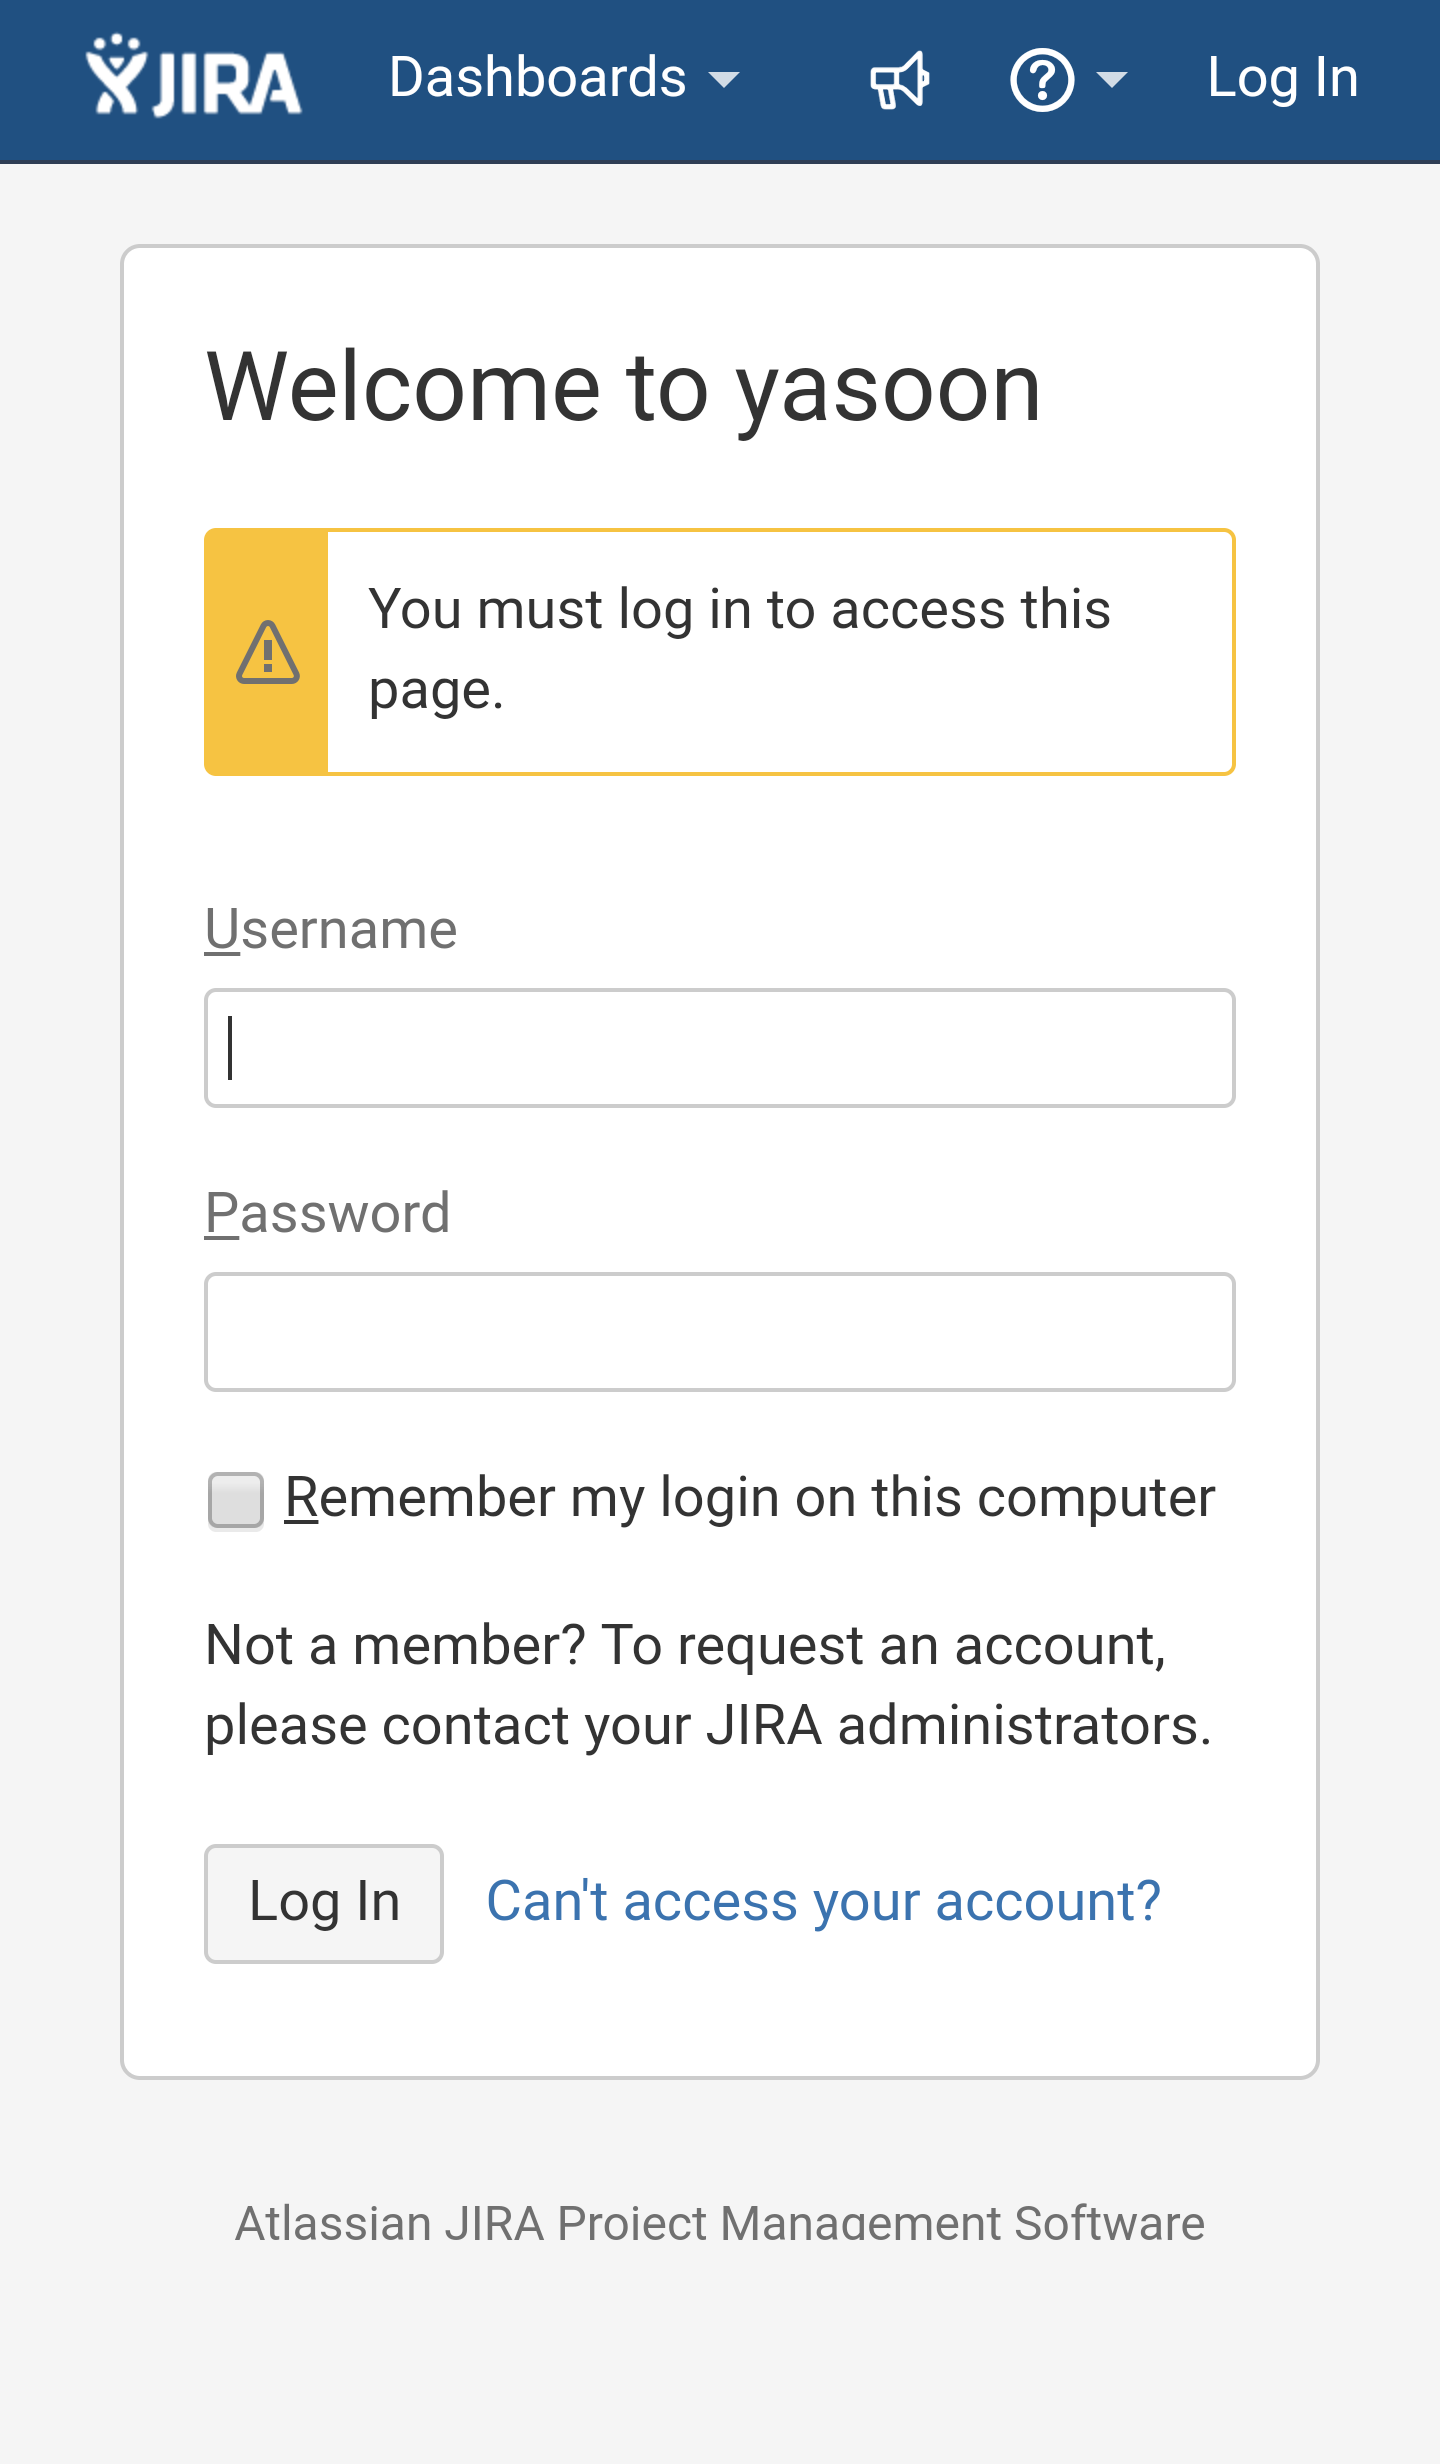 JIRA Dashboards Log In
Welcome to yasoon
You must log in to access this
page.
Username
Password
Remember my login on this computer
Not a member? To request an account,
please contact your JIRA administrators.
Log In Can't access your account?
Atlassian JIRA Project Management Software